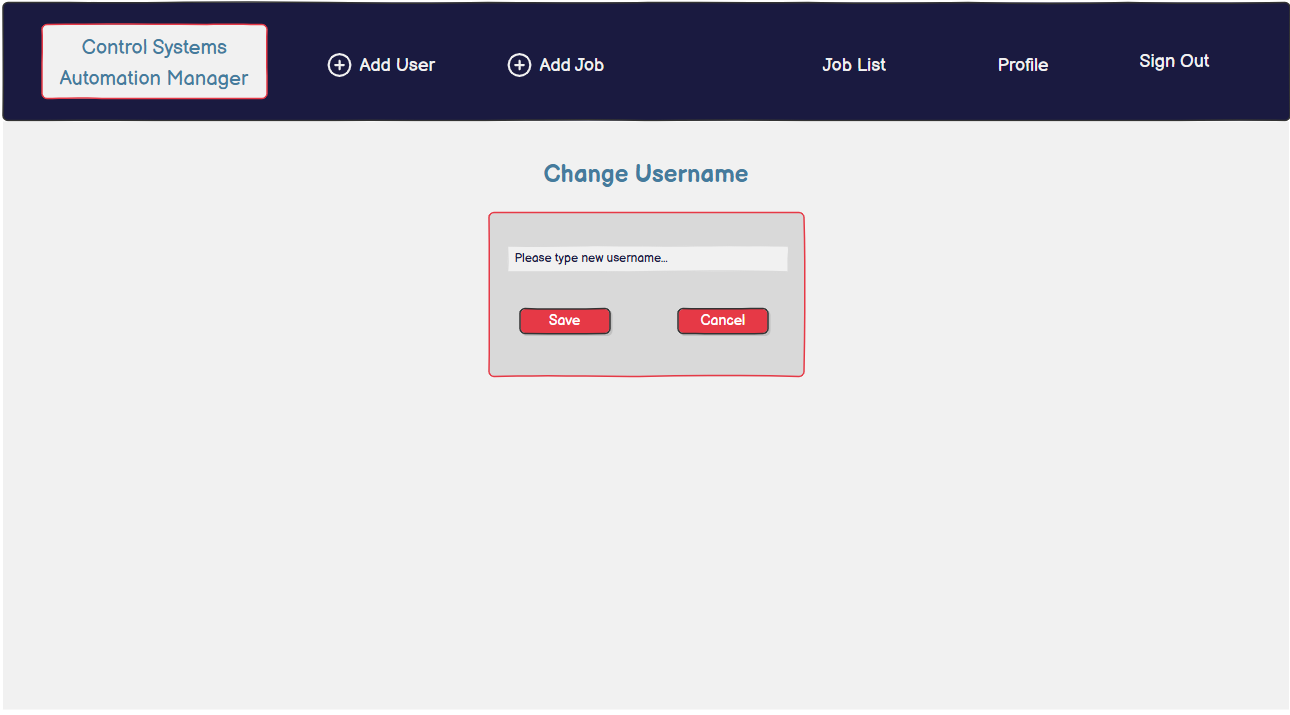 Control Systems
Automation Manager
Add User
Add Job
Job List
Profile
Sign Out
Change Username
Please type new username...
Save
Cancel